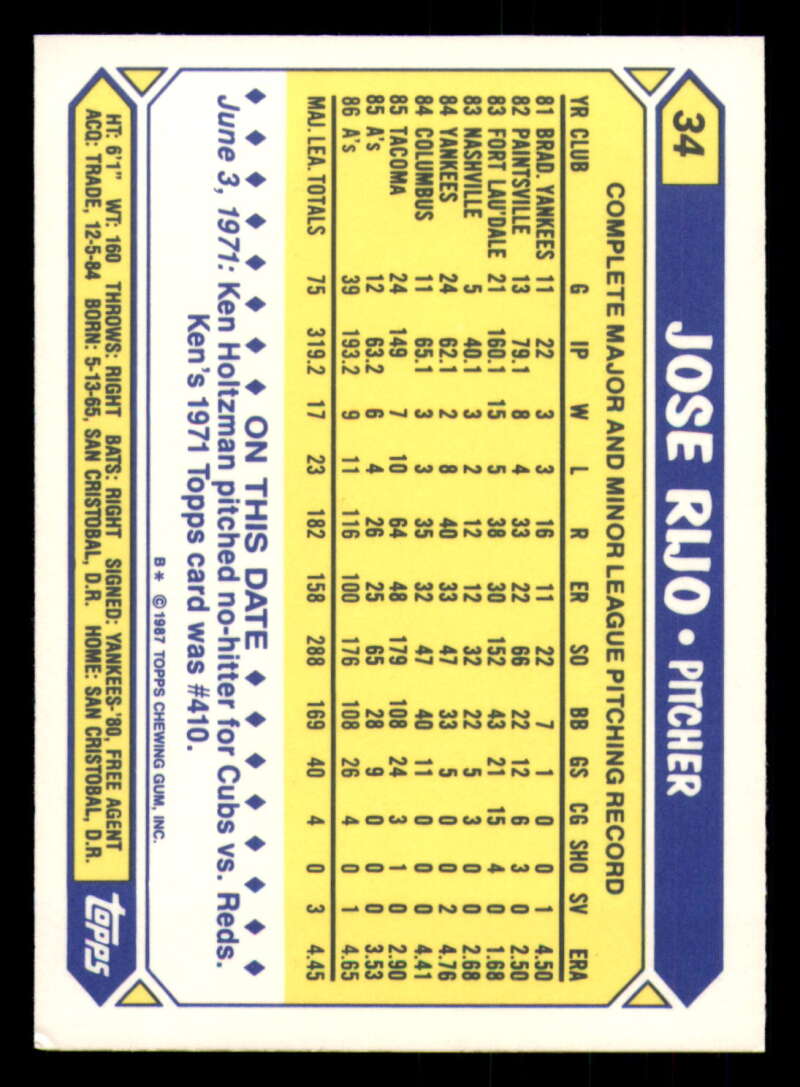 34 JOSE RIJO • PITCHER
COMPLETE MAJOR AND MINOR LEAGUE PITCHING RECORD
YR CLUB G IP W L R ER SO BB GS CG SHO SV ERA
81 BRAD. YANKEES 11 22 3 3 16 11 22 7 1 0 0 1 4.50
82 PAINTSVILLE 13 79.1 8 4 33 22 66 22 12 6 3 0 2.50
83 FORT LAU'DALE 21 160.1 15 5 38 30 152 43 21 15 4 0 1.68
83 NASHVILLE 5 40.1 3 2 12 12 32 22 5 3 0 0 2.68
84 YANKEES 24 62.1 2 8 40 33 47 33 5 0 0 2 4.76
84 COLUMBUS 11 65.1 3 3 35 32 47 40 11 0 0 0 4.41
85 TACOMA 24 149 7 10 64 48 179 108 24 3 1 0 2.90
85 A's 12 63.2 6 4 26 25 65 28 9 0 0 0 3.53
86 A's 39 193.2 9 11 116 100 176 108 26 4 0 1 4.65
MAJ. LEA. TOTALS 75 319.2 17 23 182 158 288 169 40 4 0 3 4.45
ON THIS DATE
June 3, 1971: Ken Holtzman pitched no-hitter for Cubs vs. Reds.
Ken's 1971 Topps card was #410.
B* © 1987 TOPPS CHEWING GUM, INC.
HT: 6'1" WT: 160 THROWS: RIGHT BATS: RIGHT SIGNED: YANKEES-'80, FREE AGENT
ACQ: TRADE, 12-5-84 BORN: 5-13-65, SAN CRISTOBAL, D.R. HOME: SAN CRISTOBAL, D.R.
topps